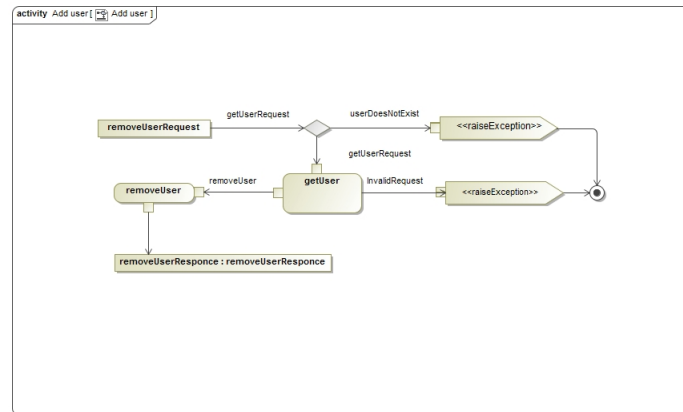 activity Add user [ Add user ]
getUserRequest
userDoesNotExist
removeUserRequest
<<raiseException>>
getUserRequest
removeUser
removeUser
getUser
InvalidRequest
<<raiseException>>
removeUserResponce : removeUserResponce